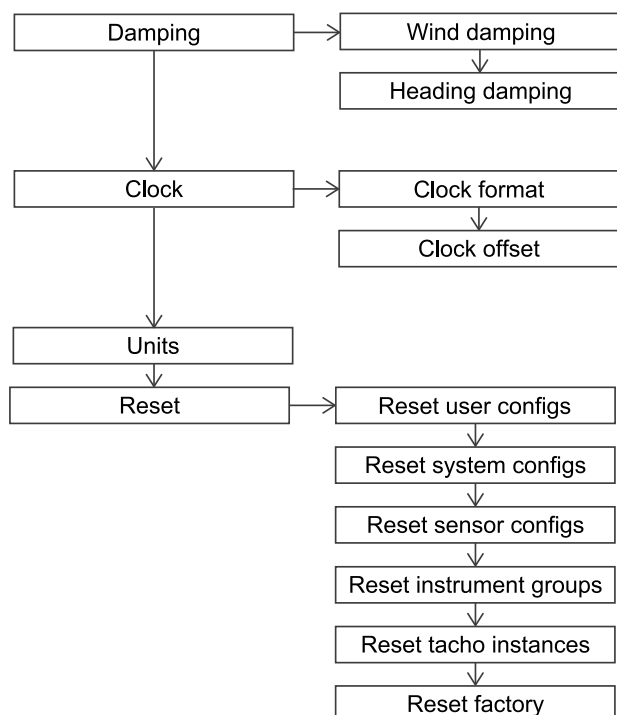 Damping
Wind damping
Heading damping
Clock
Clock format
Clock offset
Units
Reset
Reset user configs
Reset system configs
Reset sensor configs
Reset instrument groups
Reset tacho instances
Reset factory